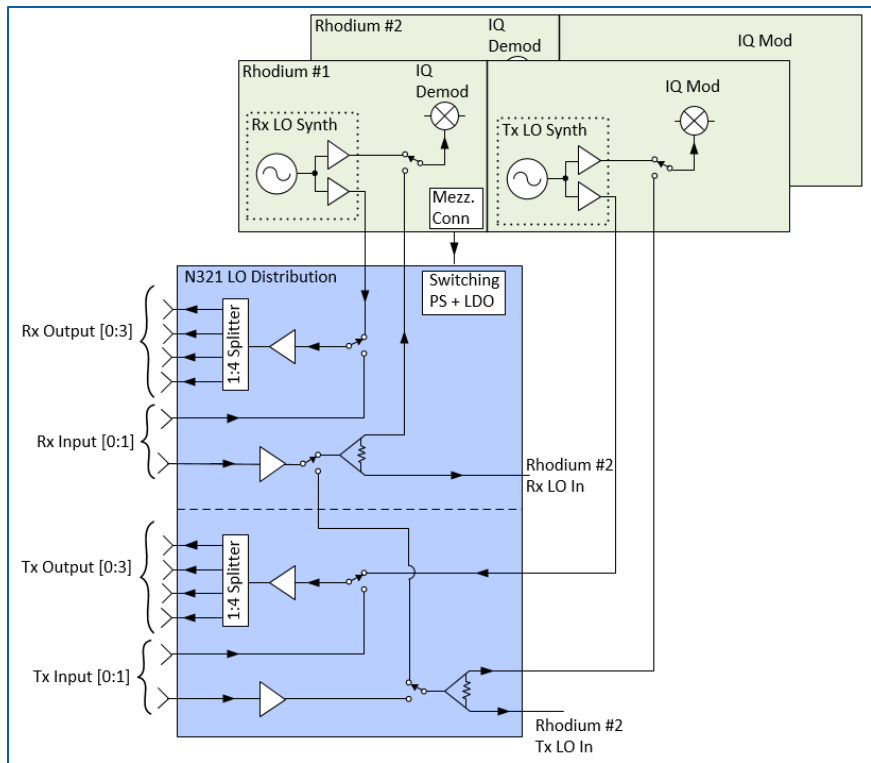 Rhodium #2
IQ
Demod
IQ Mod
Rhodium #1
IQ
Demod
IQ Mod
Rx LO Synth
Tx LO Synth
Mezz.
Conn
N321 LO Distribution
Switching
PS + LDO
Rx Output [0:3]
1:4 Splitter
Rx Input [0:1]
Rhodium #2
Rx LO In
Tx Output [0:3]
1:4 Splitter
Tx Input [0:1]
Rhodium #2
Tx LO In